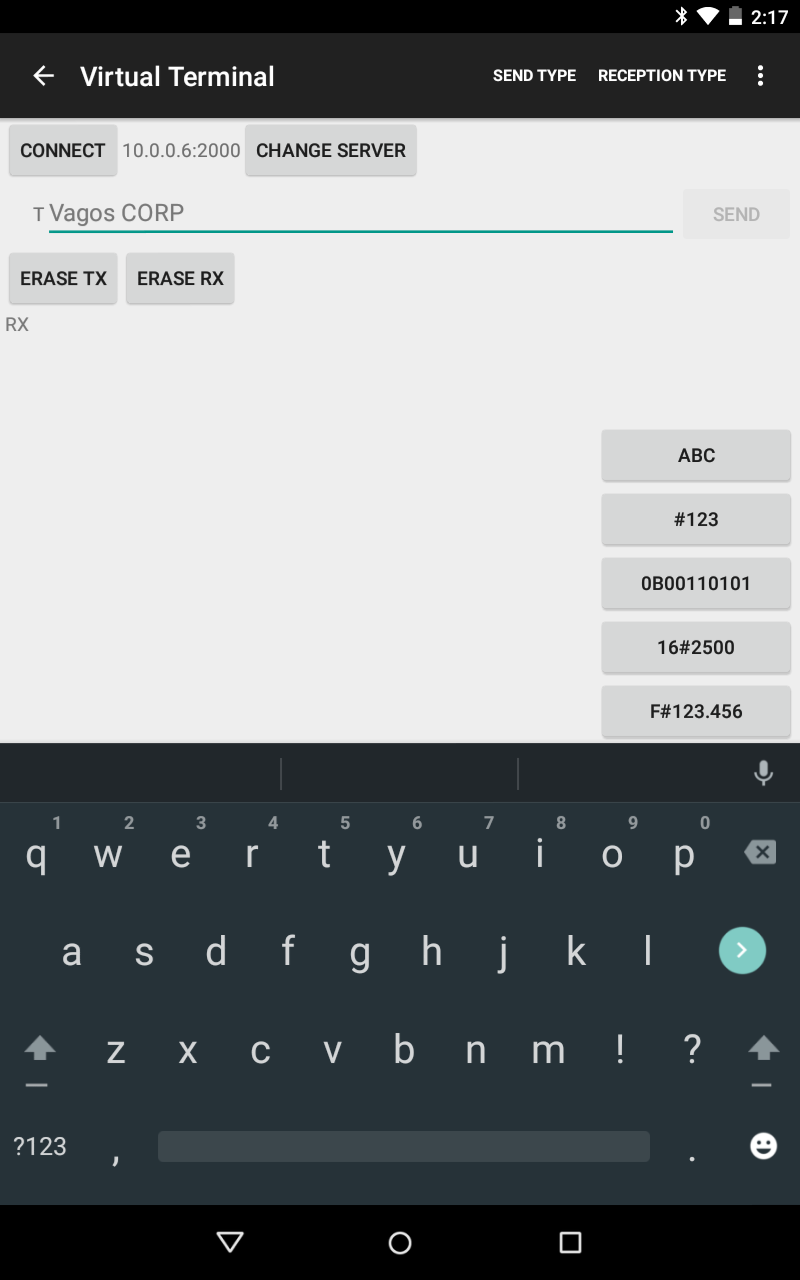 2:17
Virtual Terminal SEND TYPE RECEPTION TYPE
CONNECT 10.0.0.6:2000 CHANGE SERVER
T Vagos CORP SEND
ERASE TX ERASE RX
RX
ABC
#123
0B00110101
16#2500
F#123.456
1 2 3 4 5 6 7 8 9 0
q w e r t y u i o p
a s d f g h j k l
z x c v b n m ! ?
?123 , .